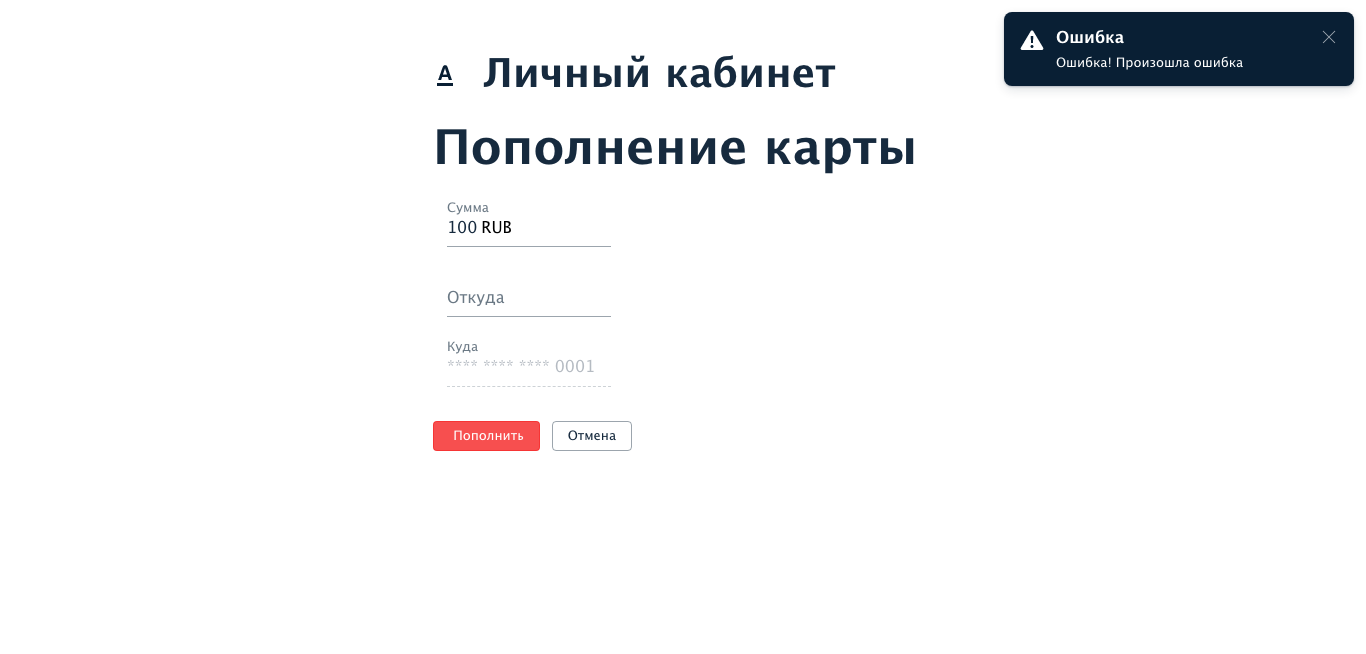 Ошибка
Ошибка! Произошла ошибка
А Личный кабинет
Пополнение карты
Сумма
100 RUB
Откуда
Куда
**** **** **** 0001
Пополнить Отмена